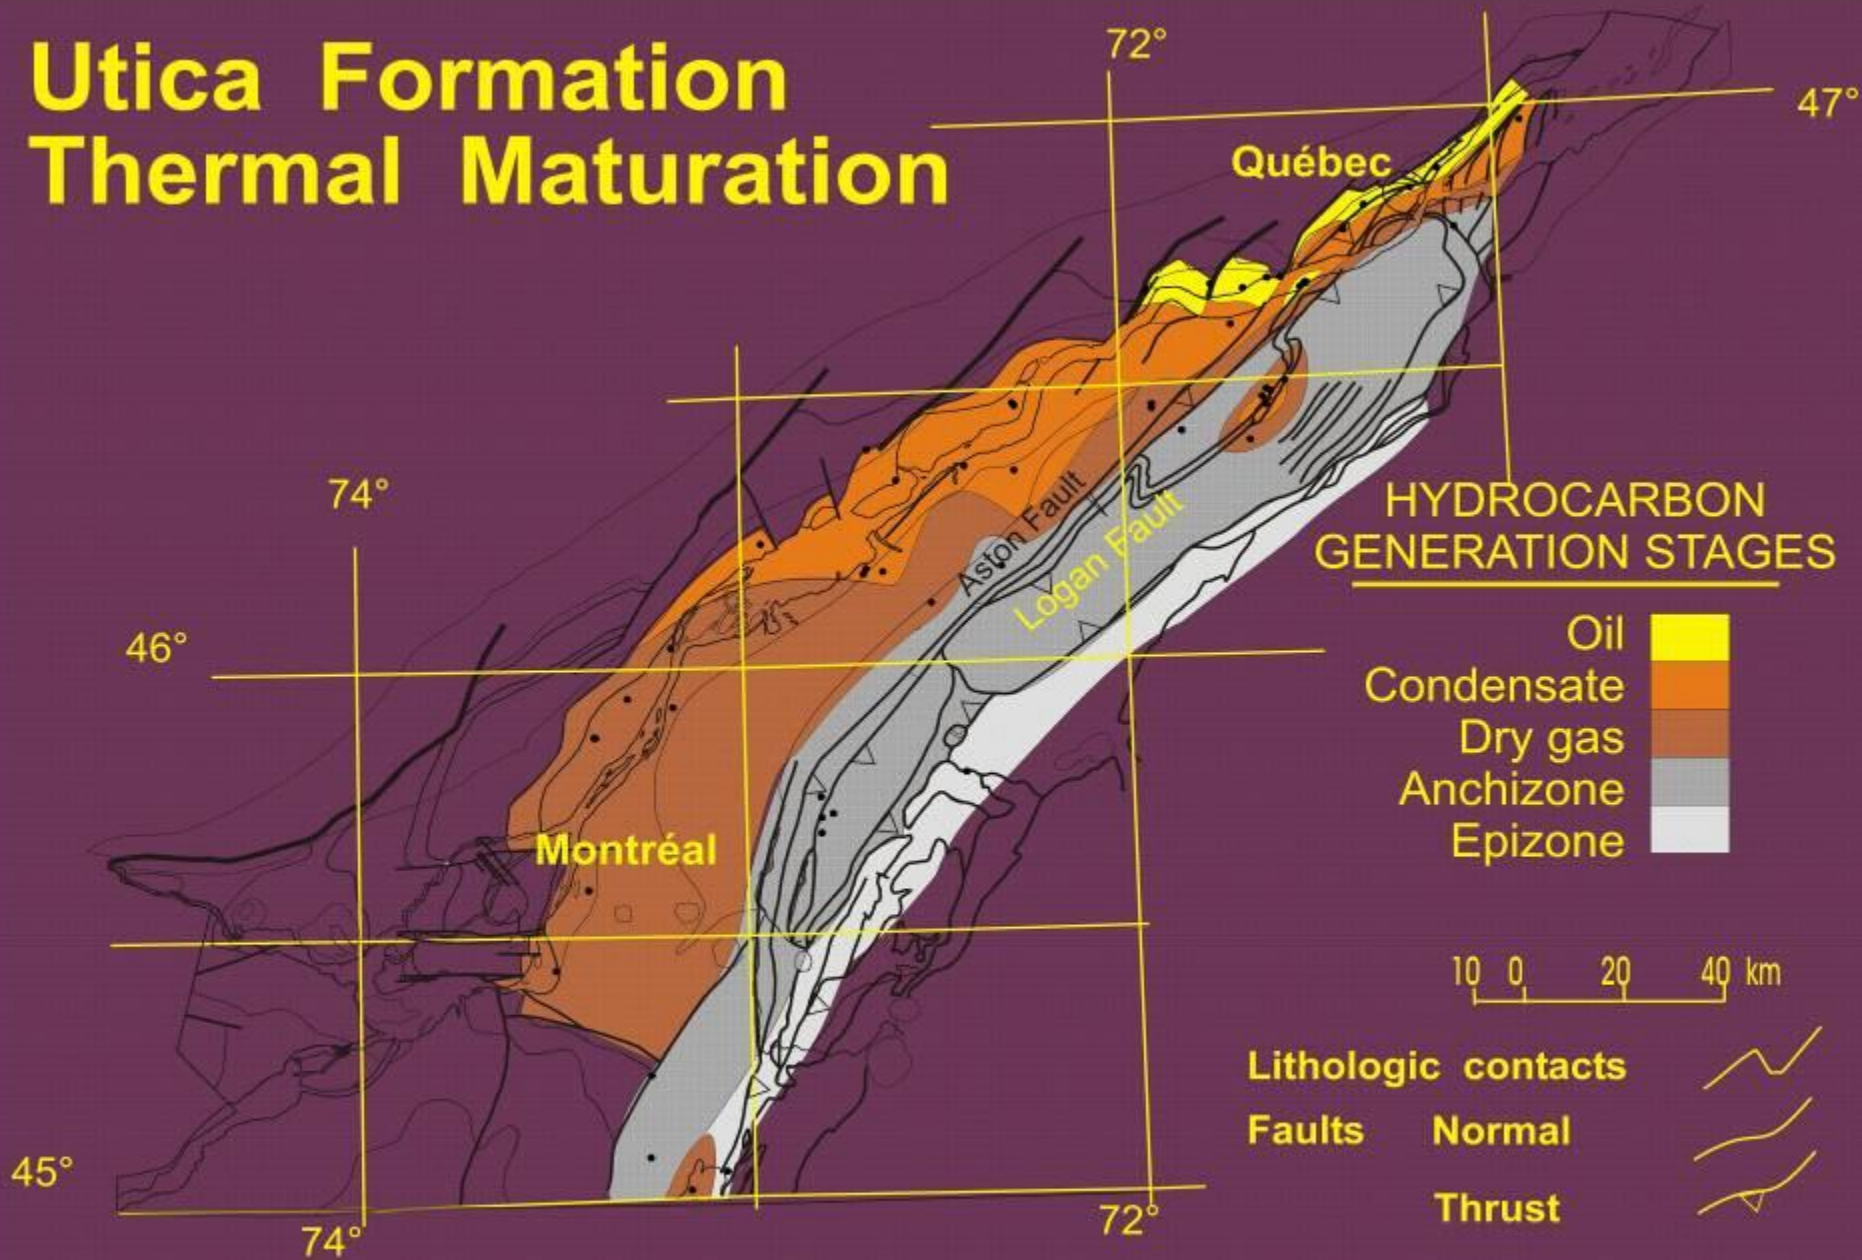 Utica Formation
Thermal Maturation
72°
47°
Québec
74°
46°
Aston Fault
Logan Fault
Montréal
45°
74°
72°
HYDROCARBON
GENERATION STAGES
Oil
Condensate
Dry gas
Anchizone
Epizone
10 0 20 40 km
Lithologic contacts
Faults Normal
Thrust